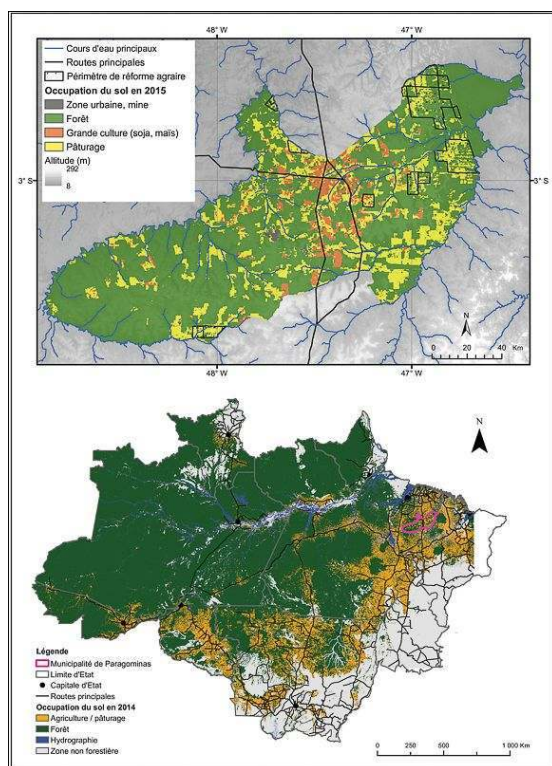 48° W
47° W
Cours d'eau principaux
Routes principales
Périmètre de réforme agraire
Occupation du sol en 2015
Zone urbaine, mine
Forêt
Grande culture (soja, maïs)
Pâturage
Altitude (m)
292
8
3° S
3° S
N
0 20 40
Km
48° W
47° W
N
Légende
Municipalité de Paragominas
Limite d'Etat
Capitale d'Etat
Routes principales
Occupation du sol en 2014
Agriculture / pâturage
Forêt
Hydrographie
Zone non forestière
0 250 500 1 000 Km